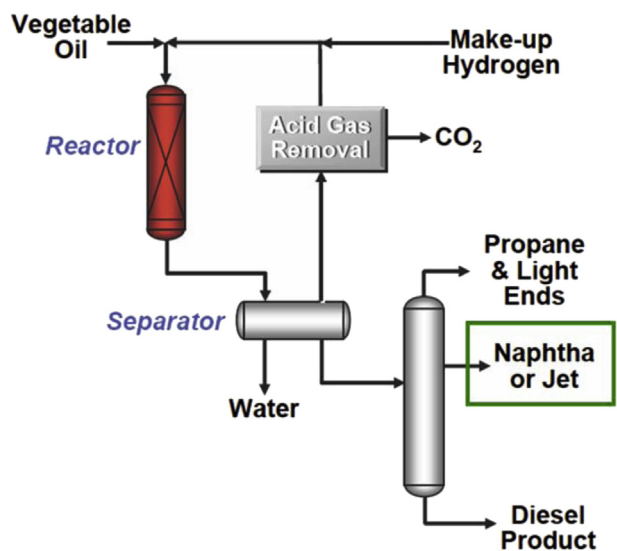 Vegetable
Oil
Make-up
Hydrogen
Reactor
Acid Gas
Removal
CO₂
Propane
& Light
Ends
Separator
Naphtha
or Jet
Water
Diesel
Product